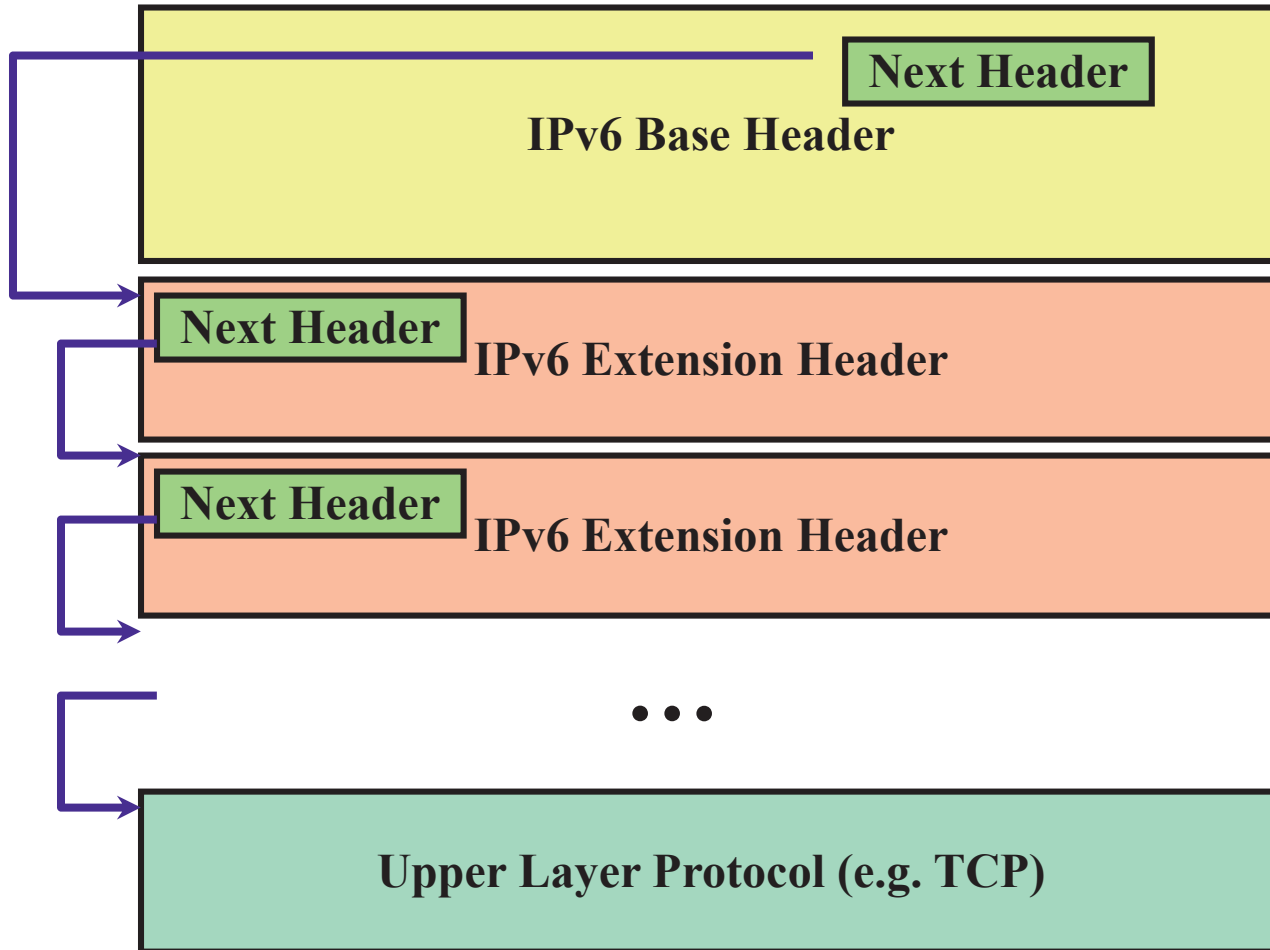 Next Header
IPv6 Base Header
Next Header
IPv6 Extension Header
Next Header
IPv6 Extension Header
•••
Upper Layer Protocol (e.g. TCP)